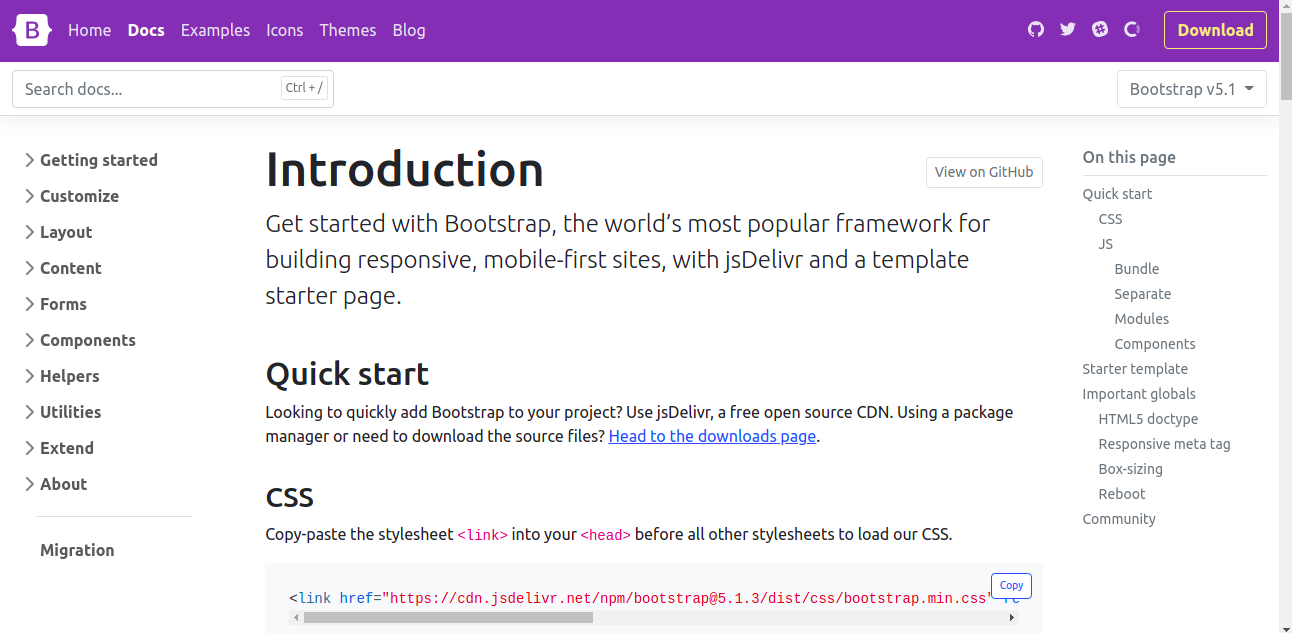 B
Home Docs Examples Icons Themes Blog
Download
Search docs... Ctrl + /
Bootstrap v5.1
Getting started
Customize
Layout
Content
Forms
Components
Helpers
Utilities
Extend
About
Migration
Introduction
View on GitHub
Get started with Bootstrap, the world’s most popular framework for
building responsive, mobile-first sites, with jsDelivr and a template
starter page.
Quick start
Looking to quickly add Bootstrap to your project? Use jsDelivr, a free open source CDN. Using a package
manager or need to download the source files? Head to the downloads page.
CSS
Copy-paste the stylesheet <link> into your <head> before all other stylesheets to load our CSS.
Copy
<link href="https://cdn.jsdelivr.net/npm/bootstrap@5.1.3/dist/css/bootstrap.min.css"
On this page
Quick start
CSS
JS
Bundle
Separate
Modules
Components
Starter template
Important globals
HTML5 doctype
Responsive meta tag
Box-sizing
Reboot
Community